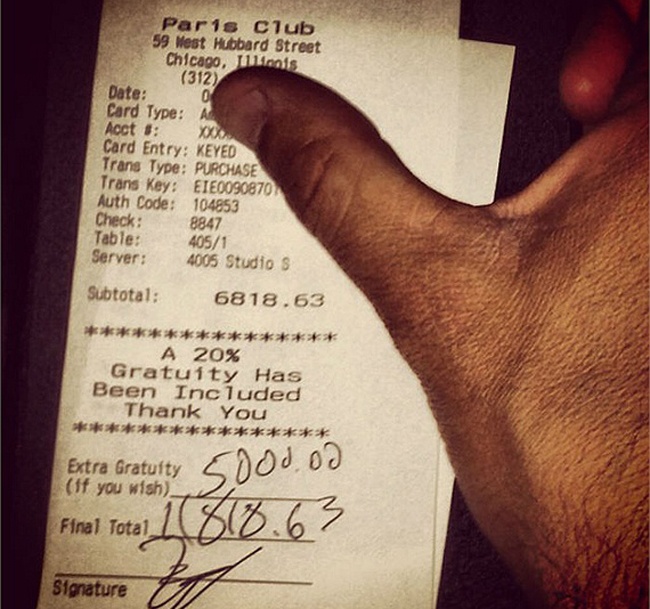 Paris Club
59 West Hubbard Street
Chicago, Illinois
(312)
Date:
Card Type:
Acct #: XXX
Card Entry: KEYED
Trans Type: PURCHASE
Trans Key: EIE00908701
Auth Code: 104853
Check: 8847
Table: 405/1
Server: 4005 Studio S
Subtotal: 6818.63
****************
A 20%
Gratuity Has
Been Included
Thank You
****************
Extra Gratuity 5000.00
(if you wish)
Final Total 11818.63
Signature